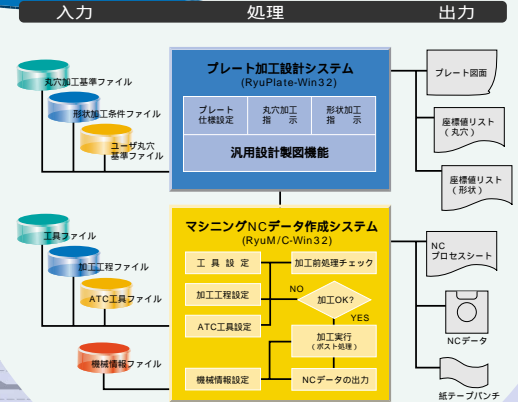 入力
処理
出力
丸穴加工基準ファイル
形状加工条件ファイル
ユーザ丸穴
基準ファイル
プレート加工設計システム
(RyuPlate-Win32)
プレート
仕様設定
丸穴加工
指 示
形状加工
指 示
汎用設計製図機能
プレート図面
座標値リスト
(丸穴)
座標値リスト
(形状)
工具ファイル
加工工程ファイル
ATC工具ファイル
機械情報ファイル
マシニングNCデータ作成システム
(RyuM/C-Win32)
工 具 設 定
加工工程設定
ATC工具設定
機械情報設定
加工前処理チェック
NO
加工OK?
YES
加工実行
(ポスト処理)
NCデータの出力
NC
プロセスシート
NCデータ
紙テープパンチ